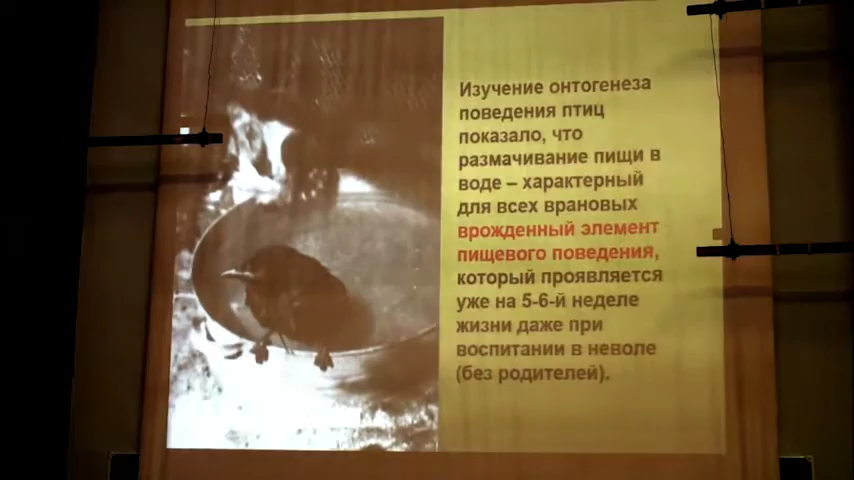 Изучение онтогенеза
поведения птиц
показало, что
размачивание пищи в
воде – характерный
для всех врановых
врожденный элемент
пищевого поведения,
который проявляется
уже на 5-6-й неделе
жизни даже при
воспитании в неволе
(без родителей).